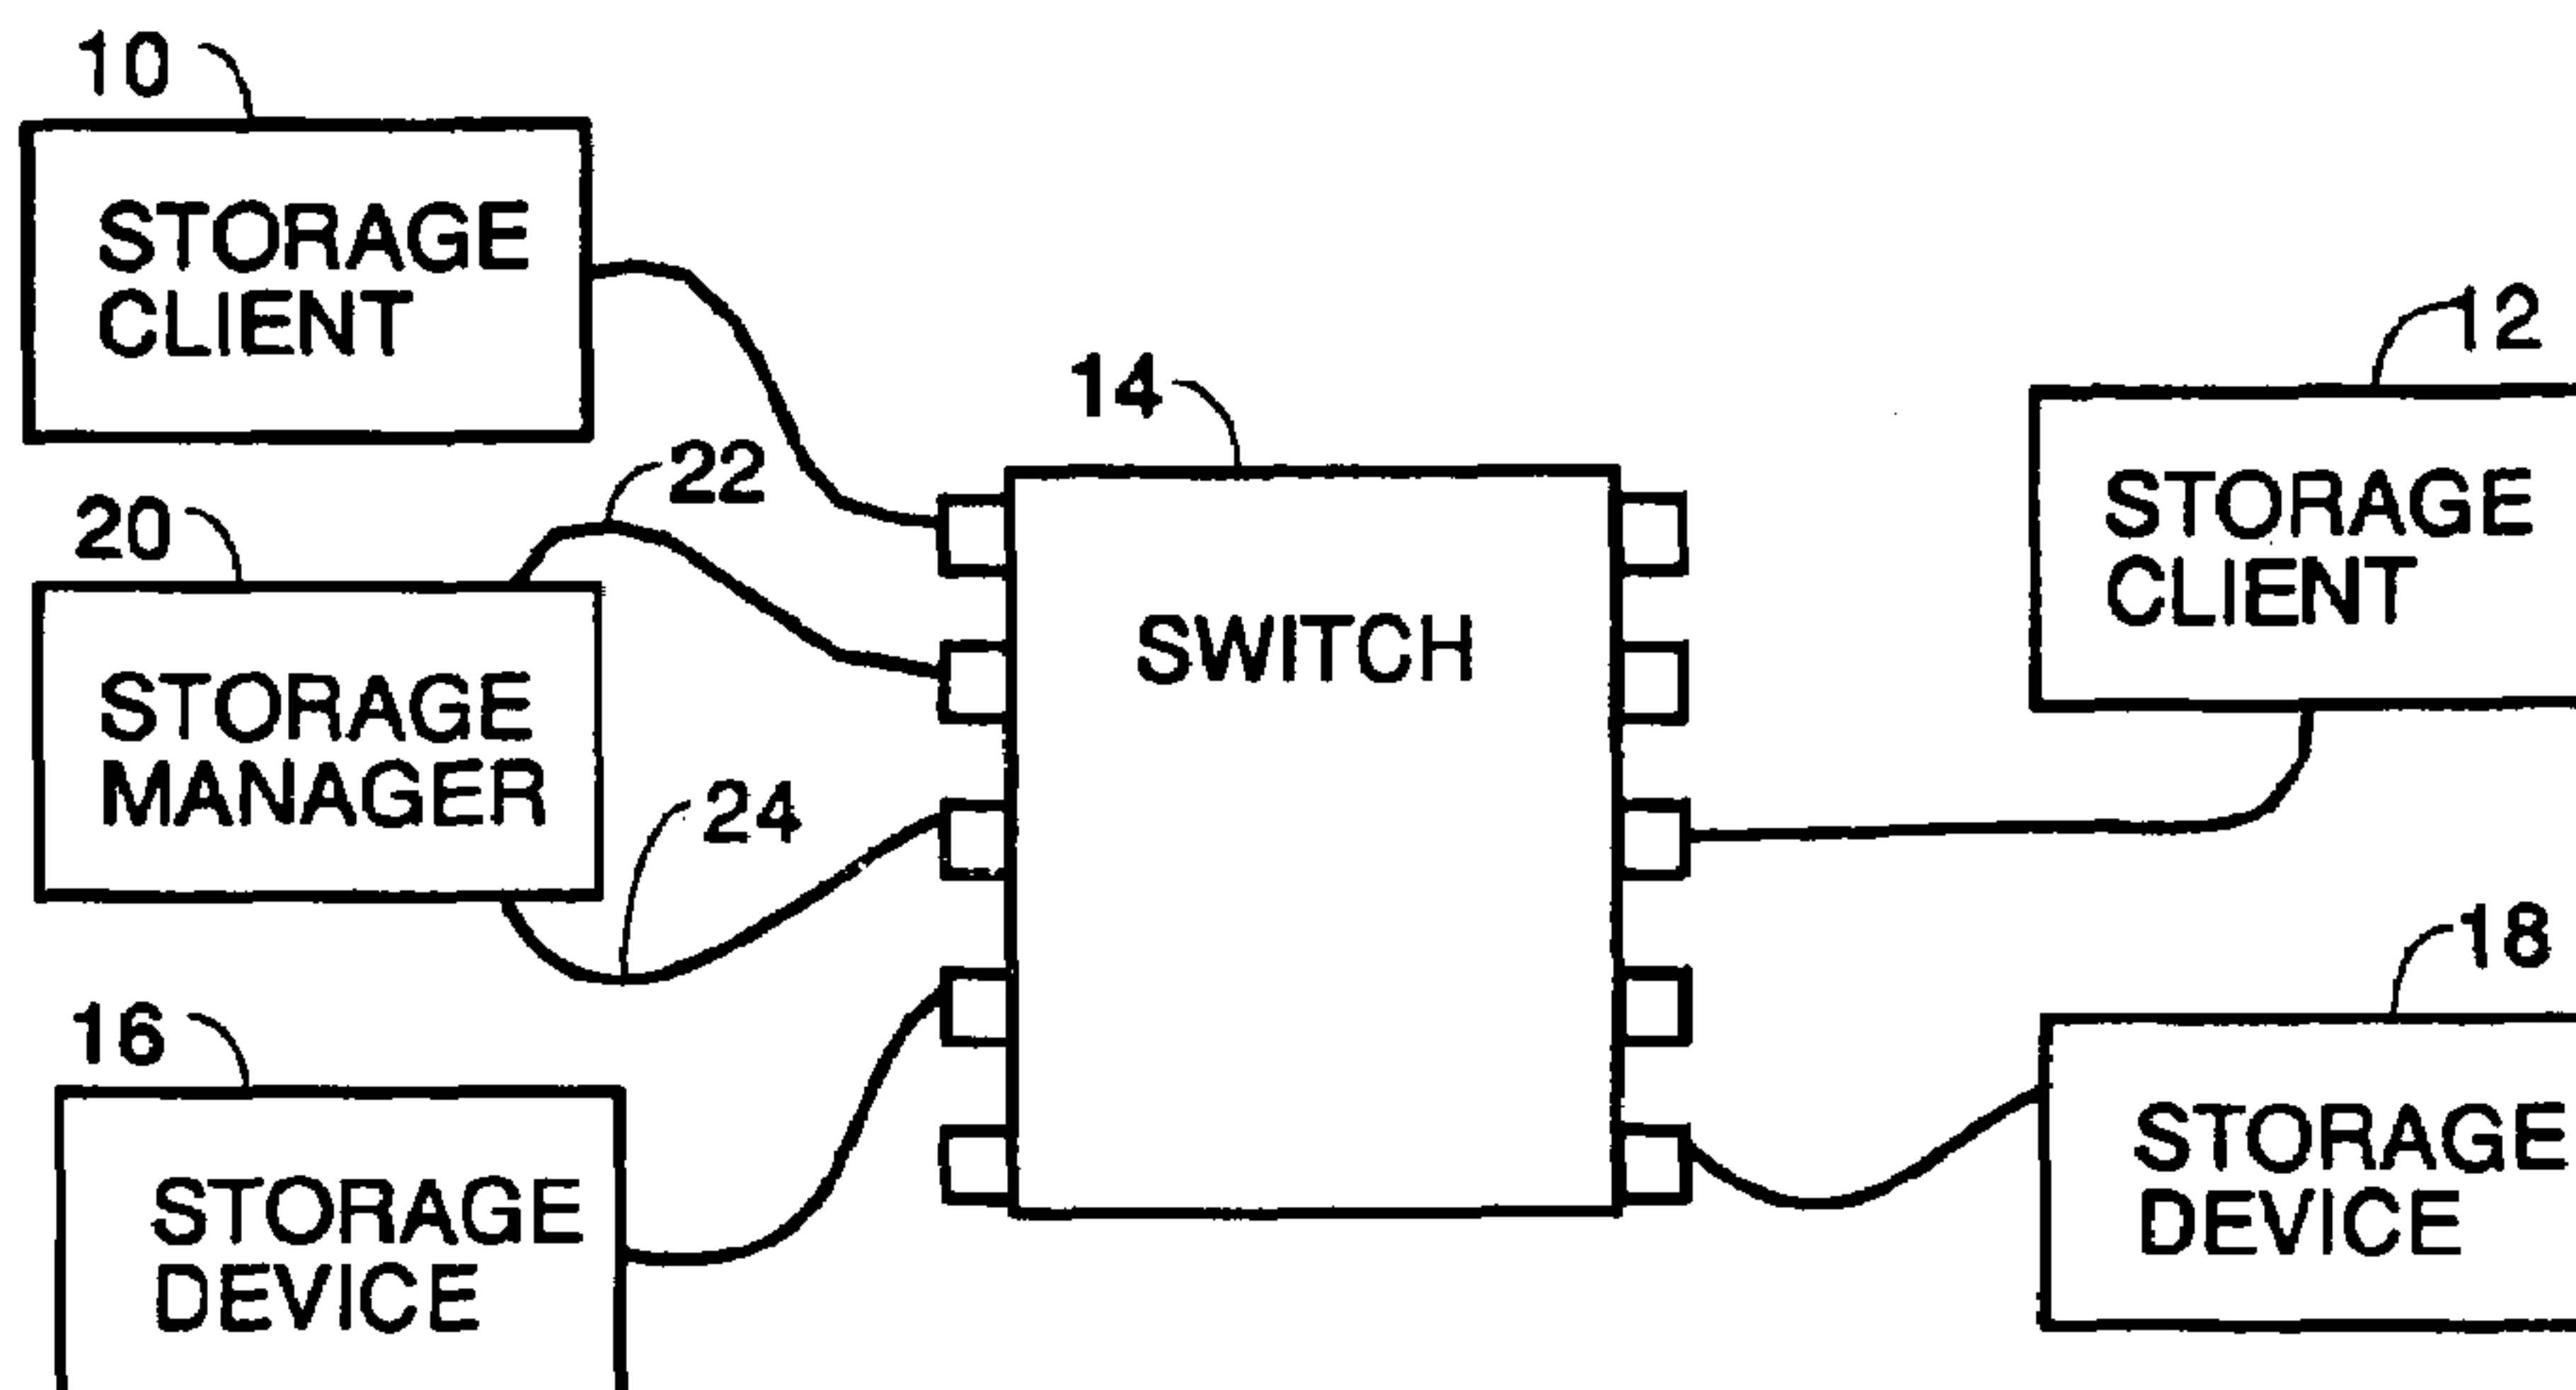 10
STORAGE
CLIENT
12
14
22
20
STORAGE
CLIENT
SWITCH
STORAGE
MANAGER
24
18
16
STORAGE
DEVICE
STORAGE
DEVICE